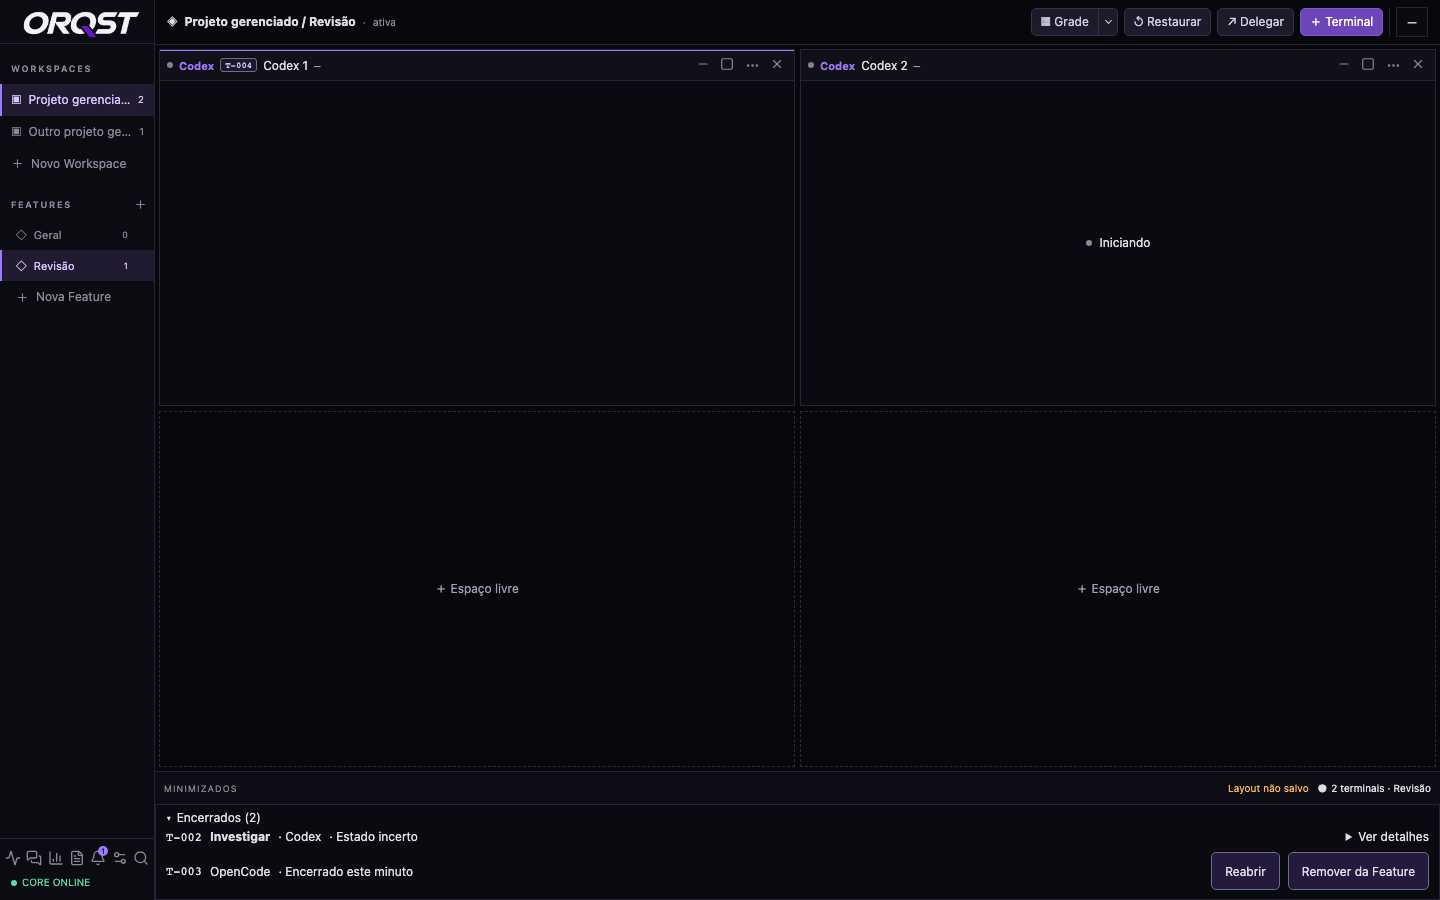 ORQST
Projeto gerenciado / Revisão · ativa
Grade
Restaurar
Delegar
+ Terminal
WORKSPACES
Projeto gerencia... 2
Outro projeto ge... 1
+ Novo Workspace
FEATURES +
Geral 0
Revisão 1
+ Nova Feature
Codex T-004 Codex 1 –
Codex Codex 2 –
Iniciando
+ Espaço livre
+ Espaço livre
MINIMIZADOS
Layout não salvo
2 terminais · Revisão
Encerrados (2)
T-002 Investigar · Codex · Estado incerto
Ver detalhes
T-003 OpenCode · Encerrado este minuto
Reabrir
Remover da Feature
1
CORE ONLINE